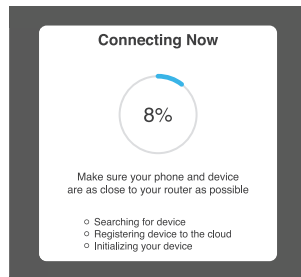 Connecting Now
8%
Make sure your phone and device
are as close to your router as possible
Searching for device
Registering device to the cloud
Initializing your device